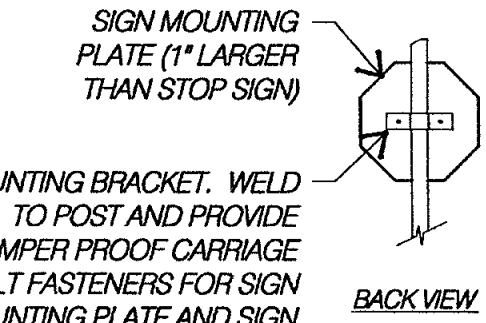 SIGN MOUNTING
PLATE (1" LARGER
THAN STOP SIGN)
UNTING BRACKET. WELD
TO POST AND PROVIDE
MPER PROOF CARRIAGE
LT FASTENERS FOR SIGN
UNTING PLATE AND SIGN
BACK VIEW